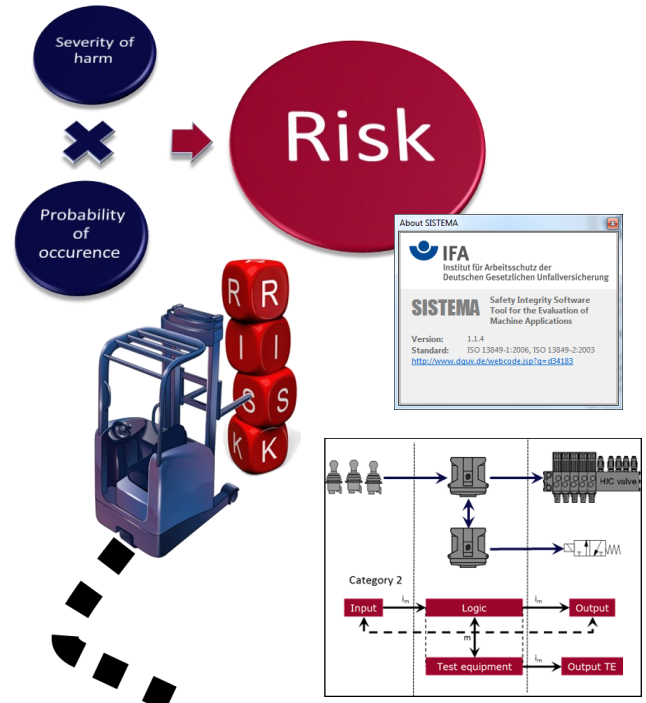 Severity of
harm
Probability
of
occurence
Risk
About SISTEMA
IFA
Institut für Arbeitsschutz der
Deutschen Gesetzlichen Unfallversicherung
SISTEMA
Safety Integrity Software
Tool for the Evaluation of
Machine Applications
Version: 1.1.4
Standard: ISO 13849-1:2006, ISO 13849-2:2003
http://www.dguv.de/webcode.jsp?q=d34183
R R
I I
S S
K K
HIC valve
Category 2
Input
im
Logic
im
Output
m
Test equipment
im
Output TE